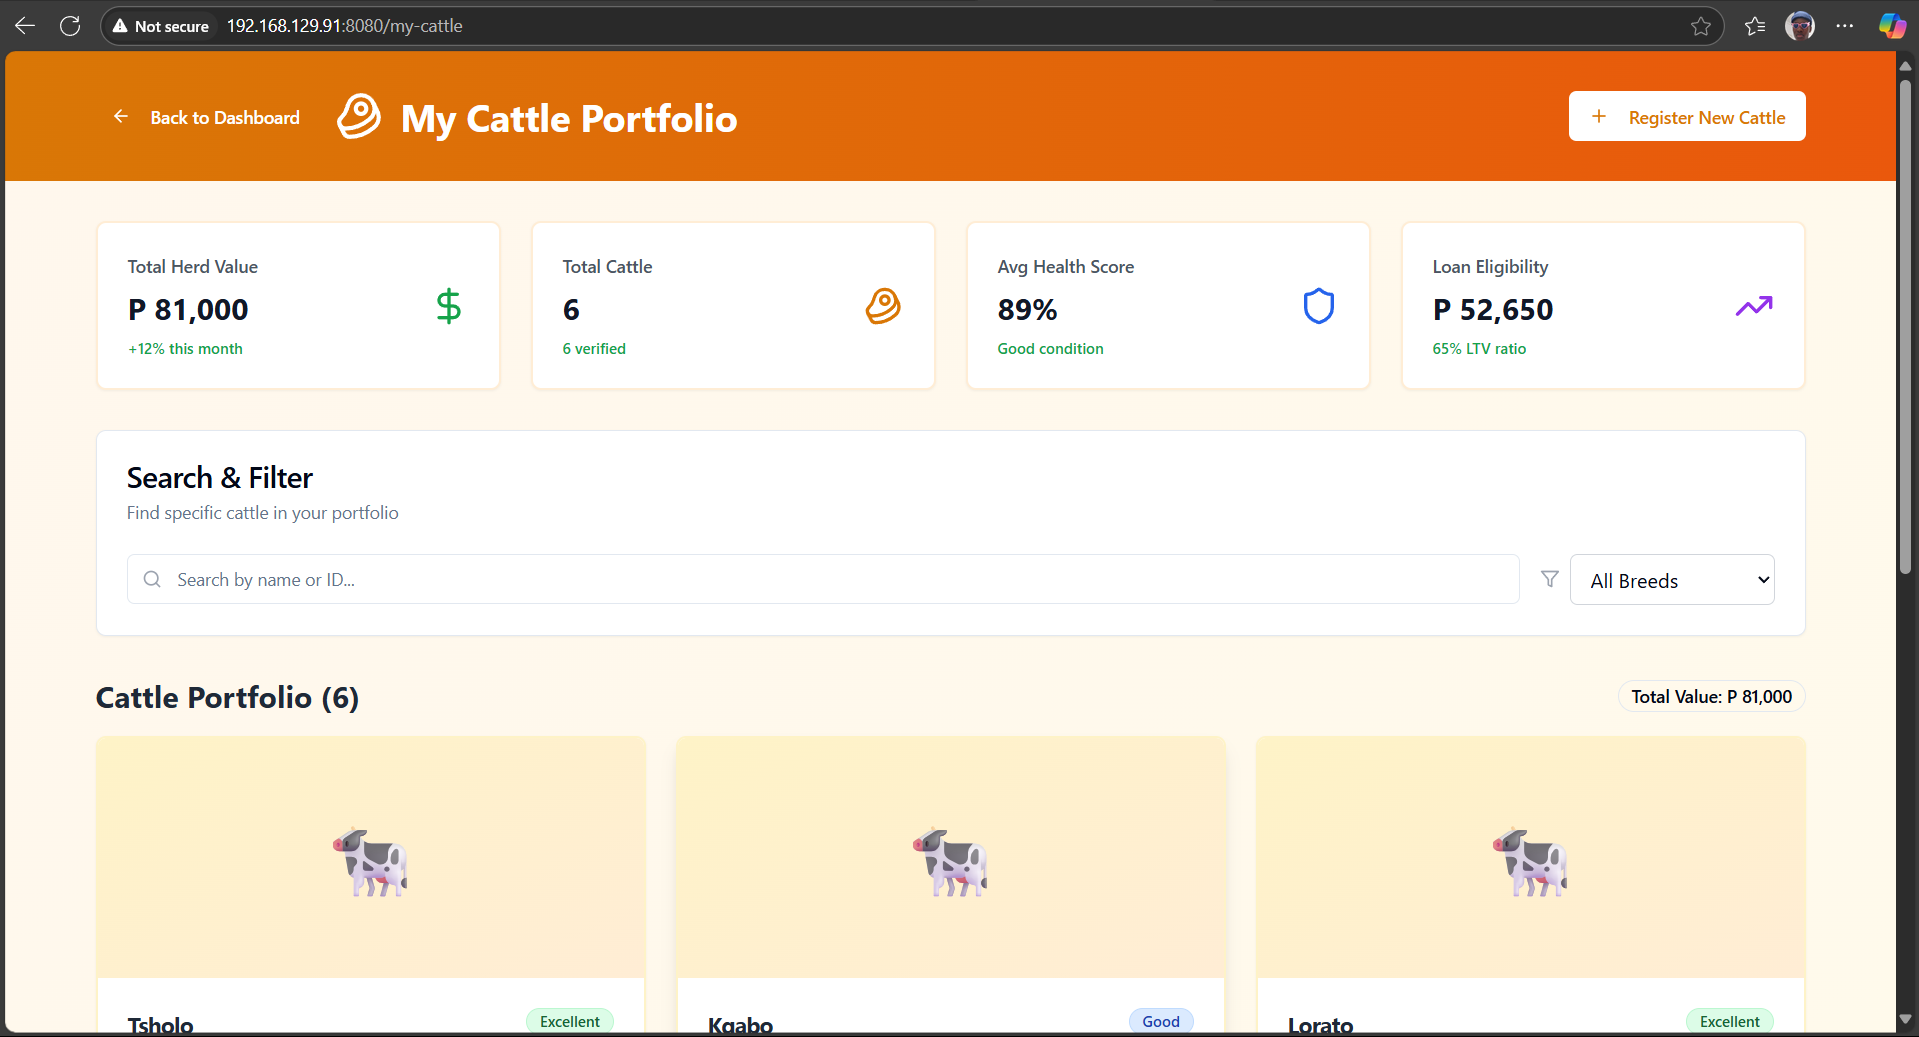 Not secure 192.168.129.91:8080/my-cattle
Back to Dashboard
My Cattle Portfolio
+ Register New Cattle
Total Herd Value
P 81,000
+12% this month
$
Total Cattle
6
6 verified
Avg Health Score
89%
Good condition
Loan Eligibility
P 52,650
65% LTV ratio
Search & Filter
Find specific cattle in your portfolio
Search by name or ID...
All Breeds
Cattle Portfolio (6)
Total Value: P 81,000
Tsholo
Excellent
Kgabo
Good
Lorato
Excellent